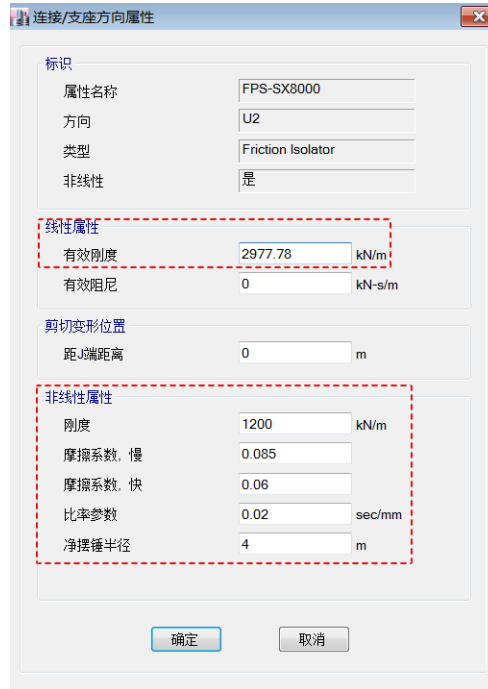 连接/支座方向属性
标识
属性名称 FPS-SX8000
方向 U2
类型 Friction Isolator
非线性 是
线性属性
有效刚度 2977.78 kN/m
有效阻尼 0 kN-s/m
剪切变形位置
距J端距离 0 m
非线性属性
刚度 1200 kN/m
摩擦系数, 慢 0.085
摩擦系数, 快 0.06
比率参数 0.02 sec/mm
净摆锤半径 4 m
确定 取消